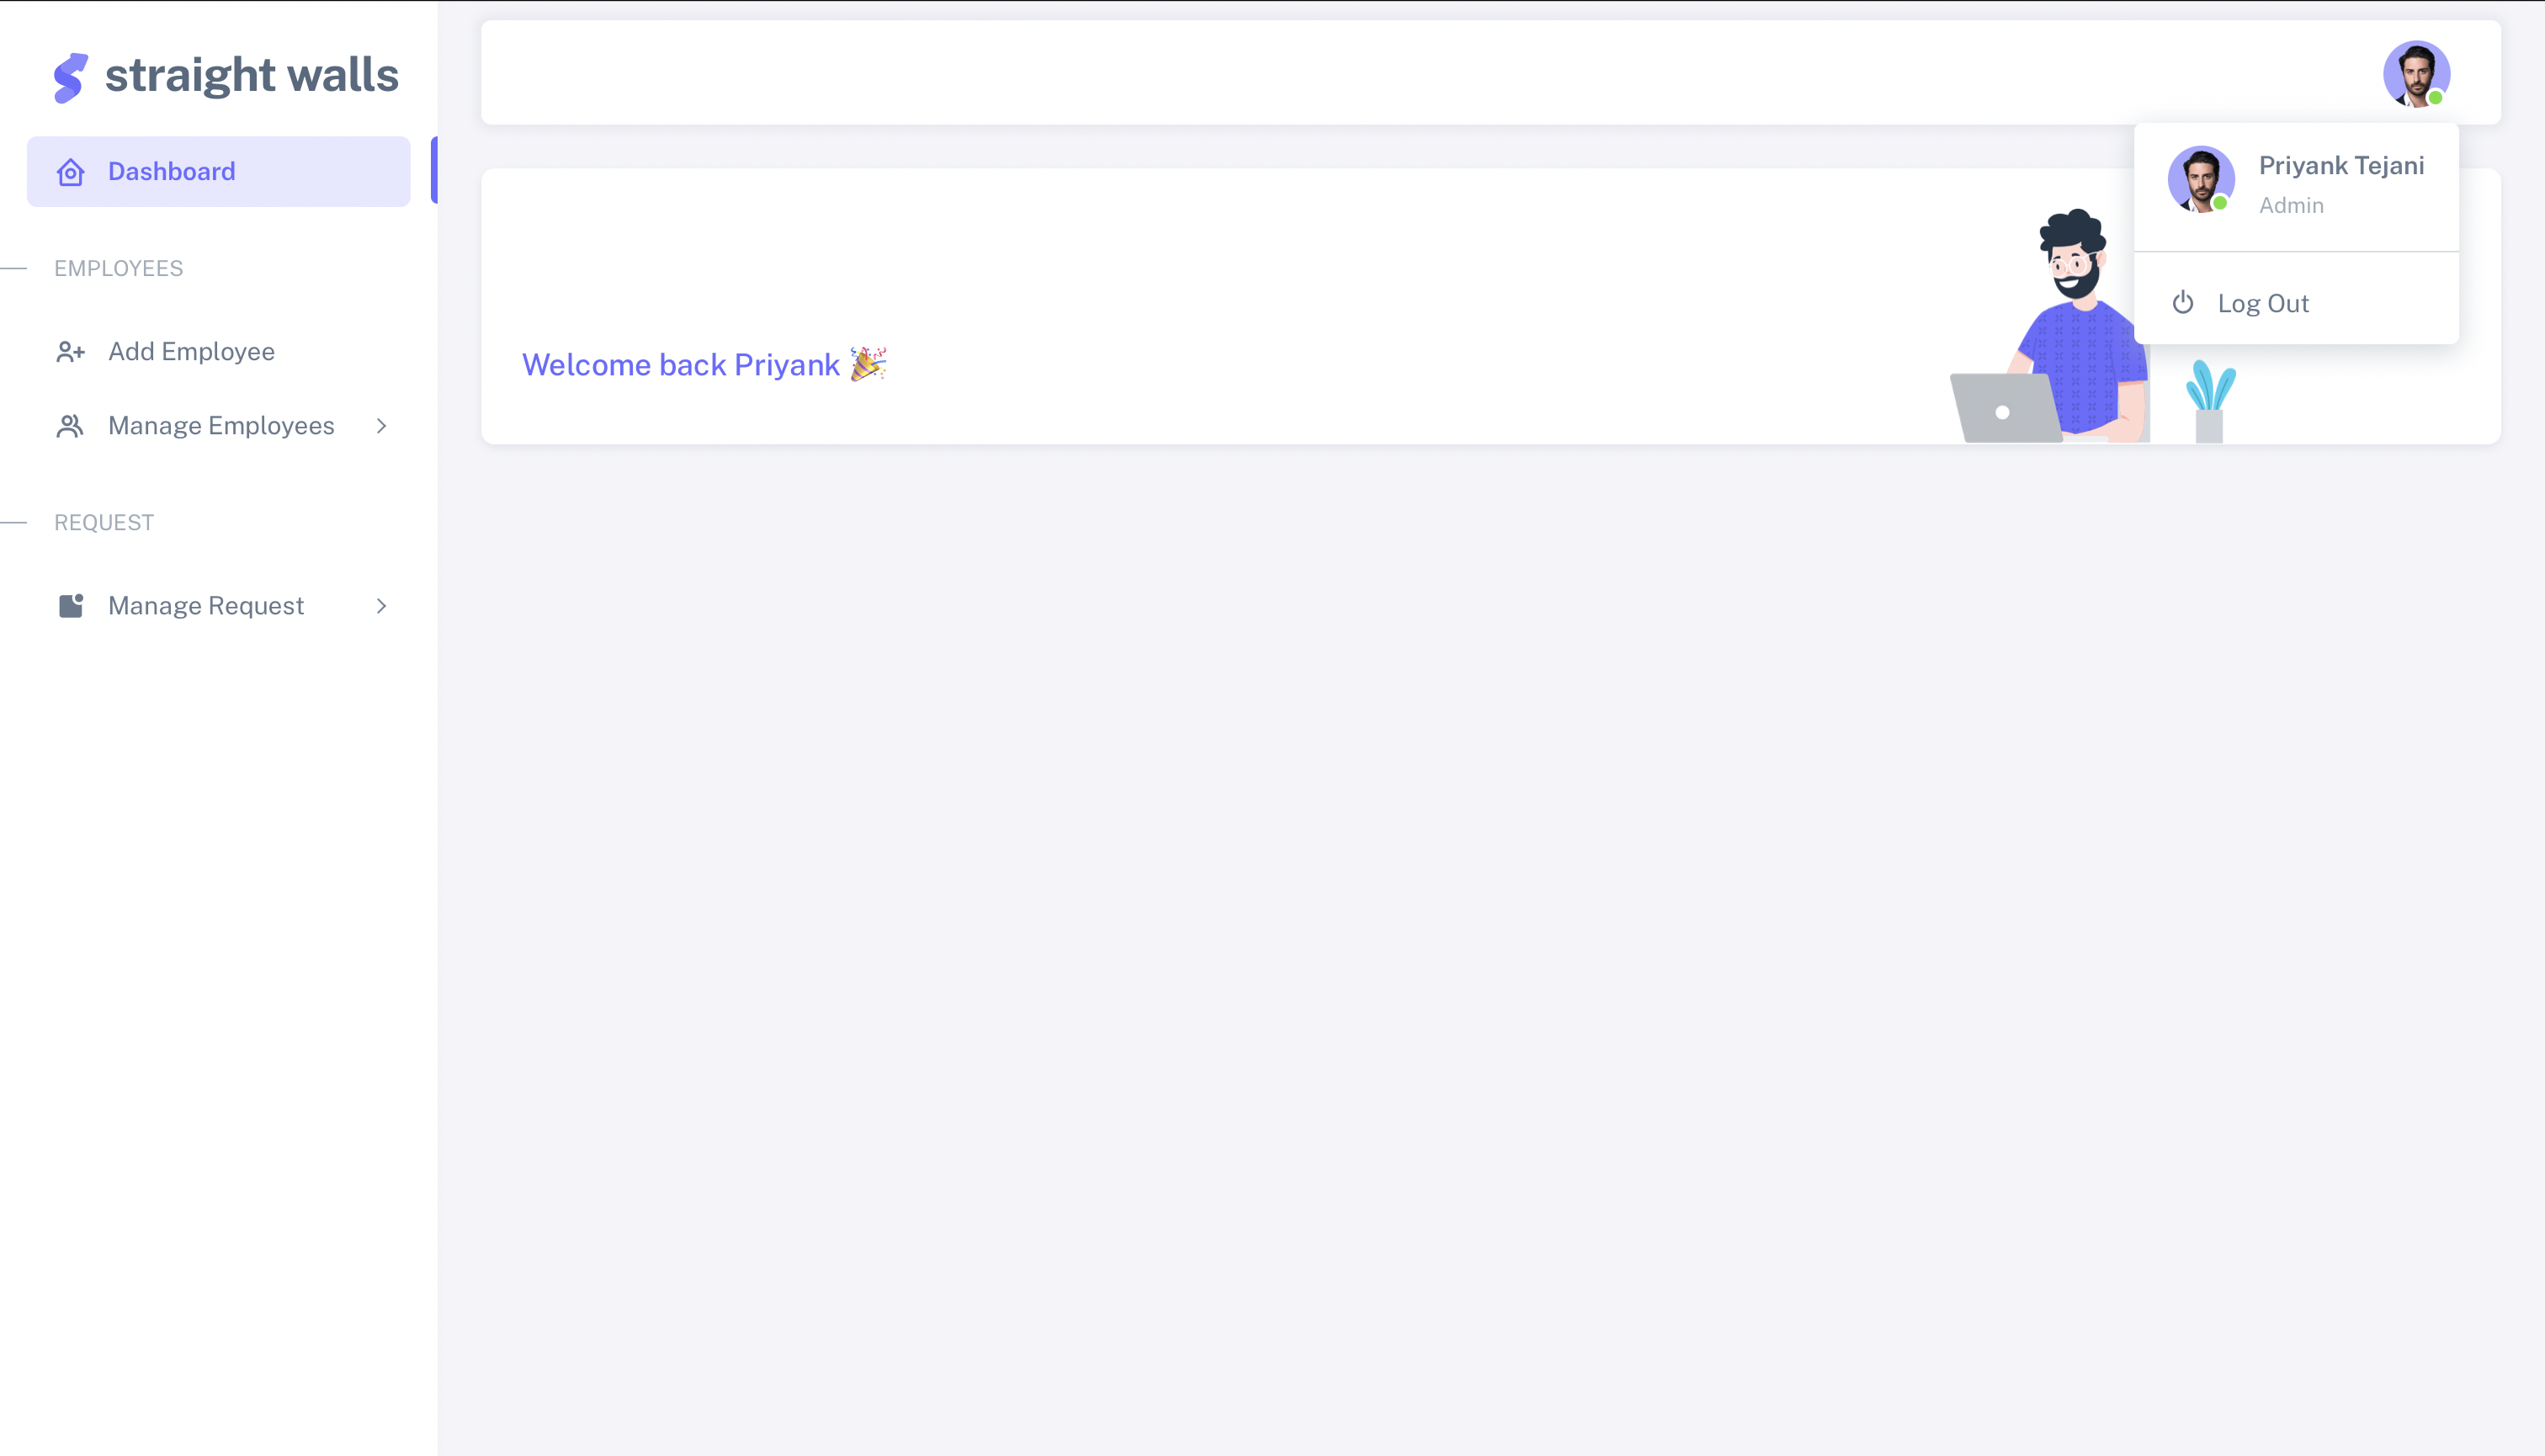 straight walls
Dashboard
EMPLOYEES
Add Employee
Manage Employees
REQUEST
Manage Request
Priyank Tejani
Admin
Log Out
Welcome back Priyank 🎉